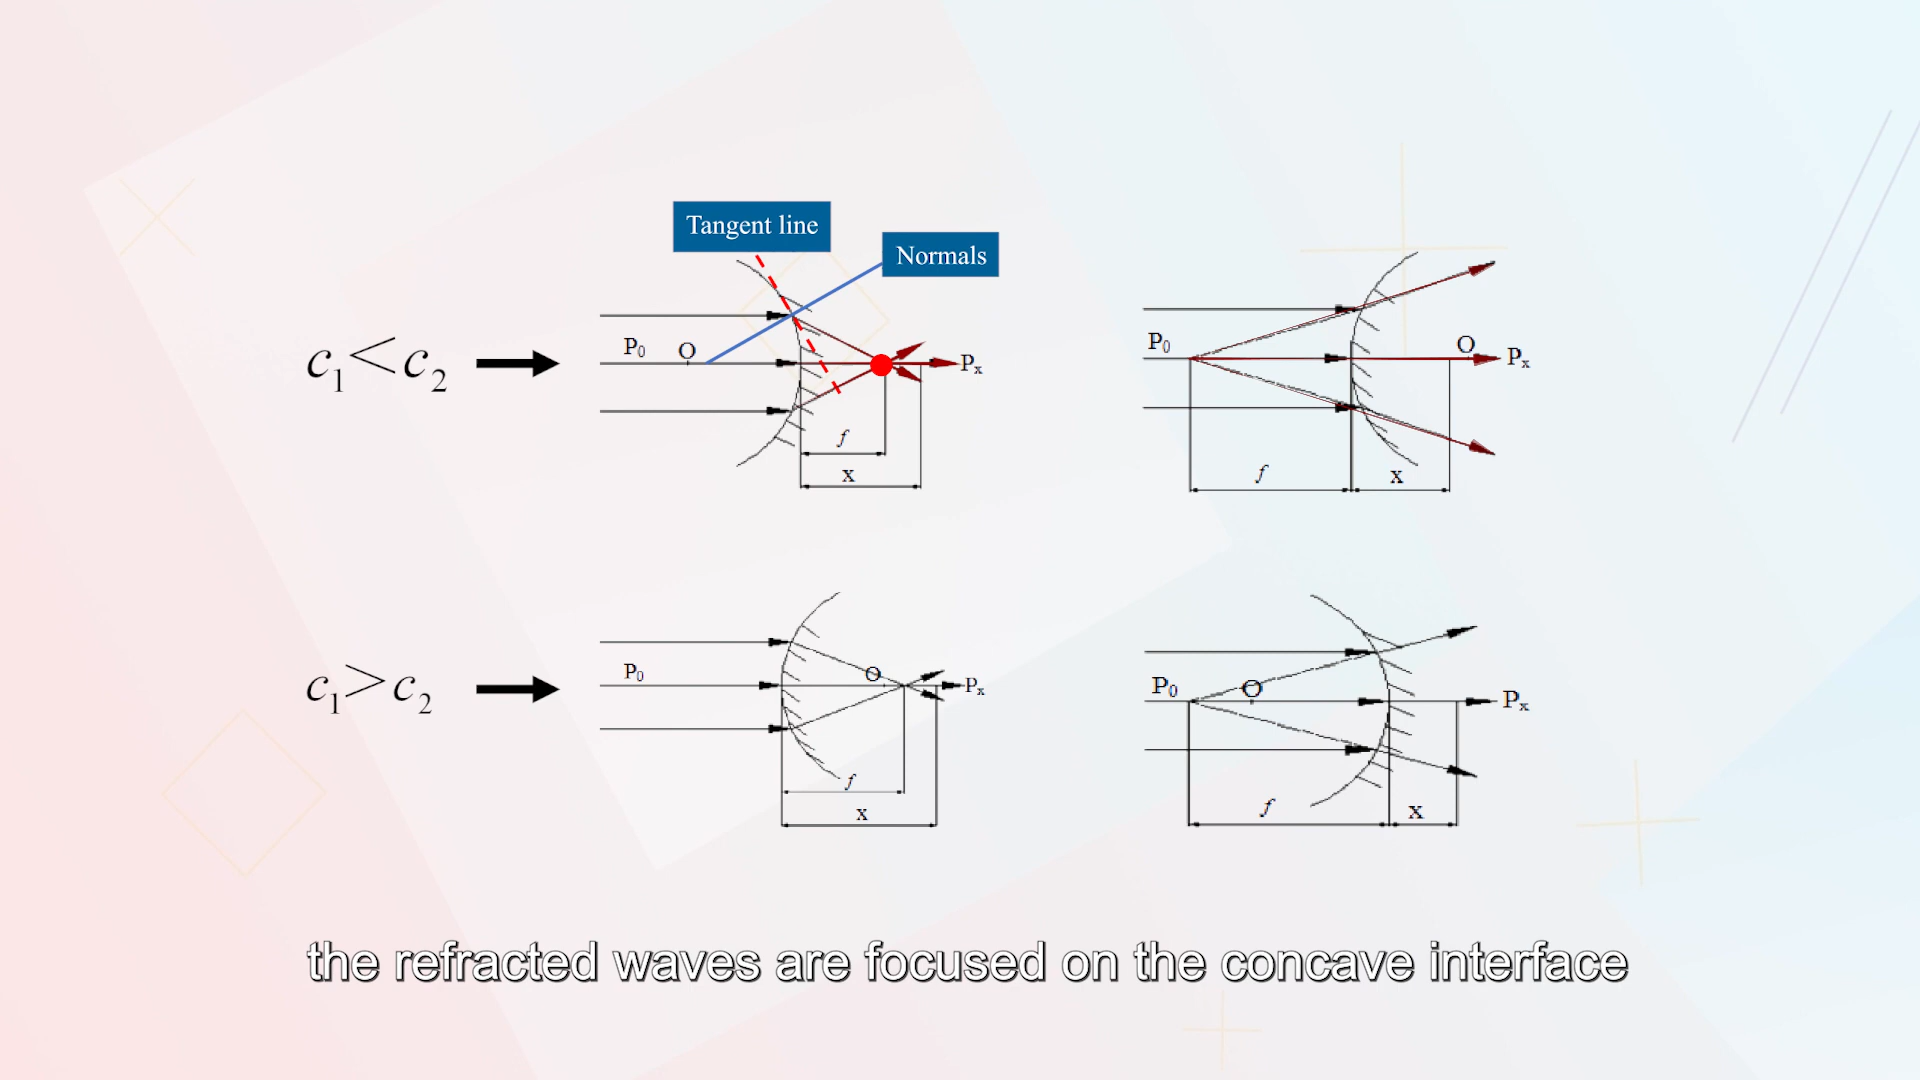 Tangent line
Normals
c₁<c₂
P₀
O
Pₓ
f
x
P₀
O
Pₓ
f
x
c₁>c₂
P₀
O
Pₓ
f
x
P₀
O
Pₓ
f
x
the refracted waves are focused on the concave interface